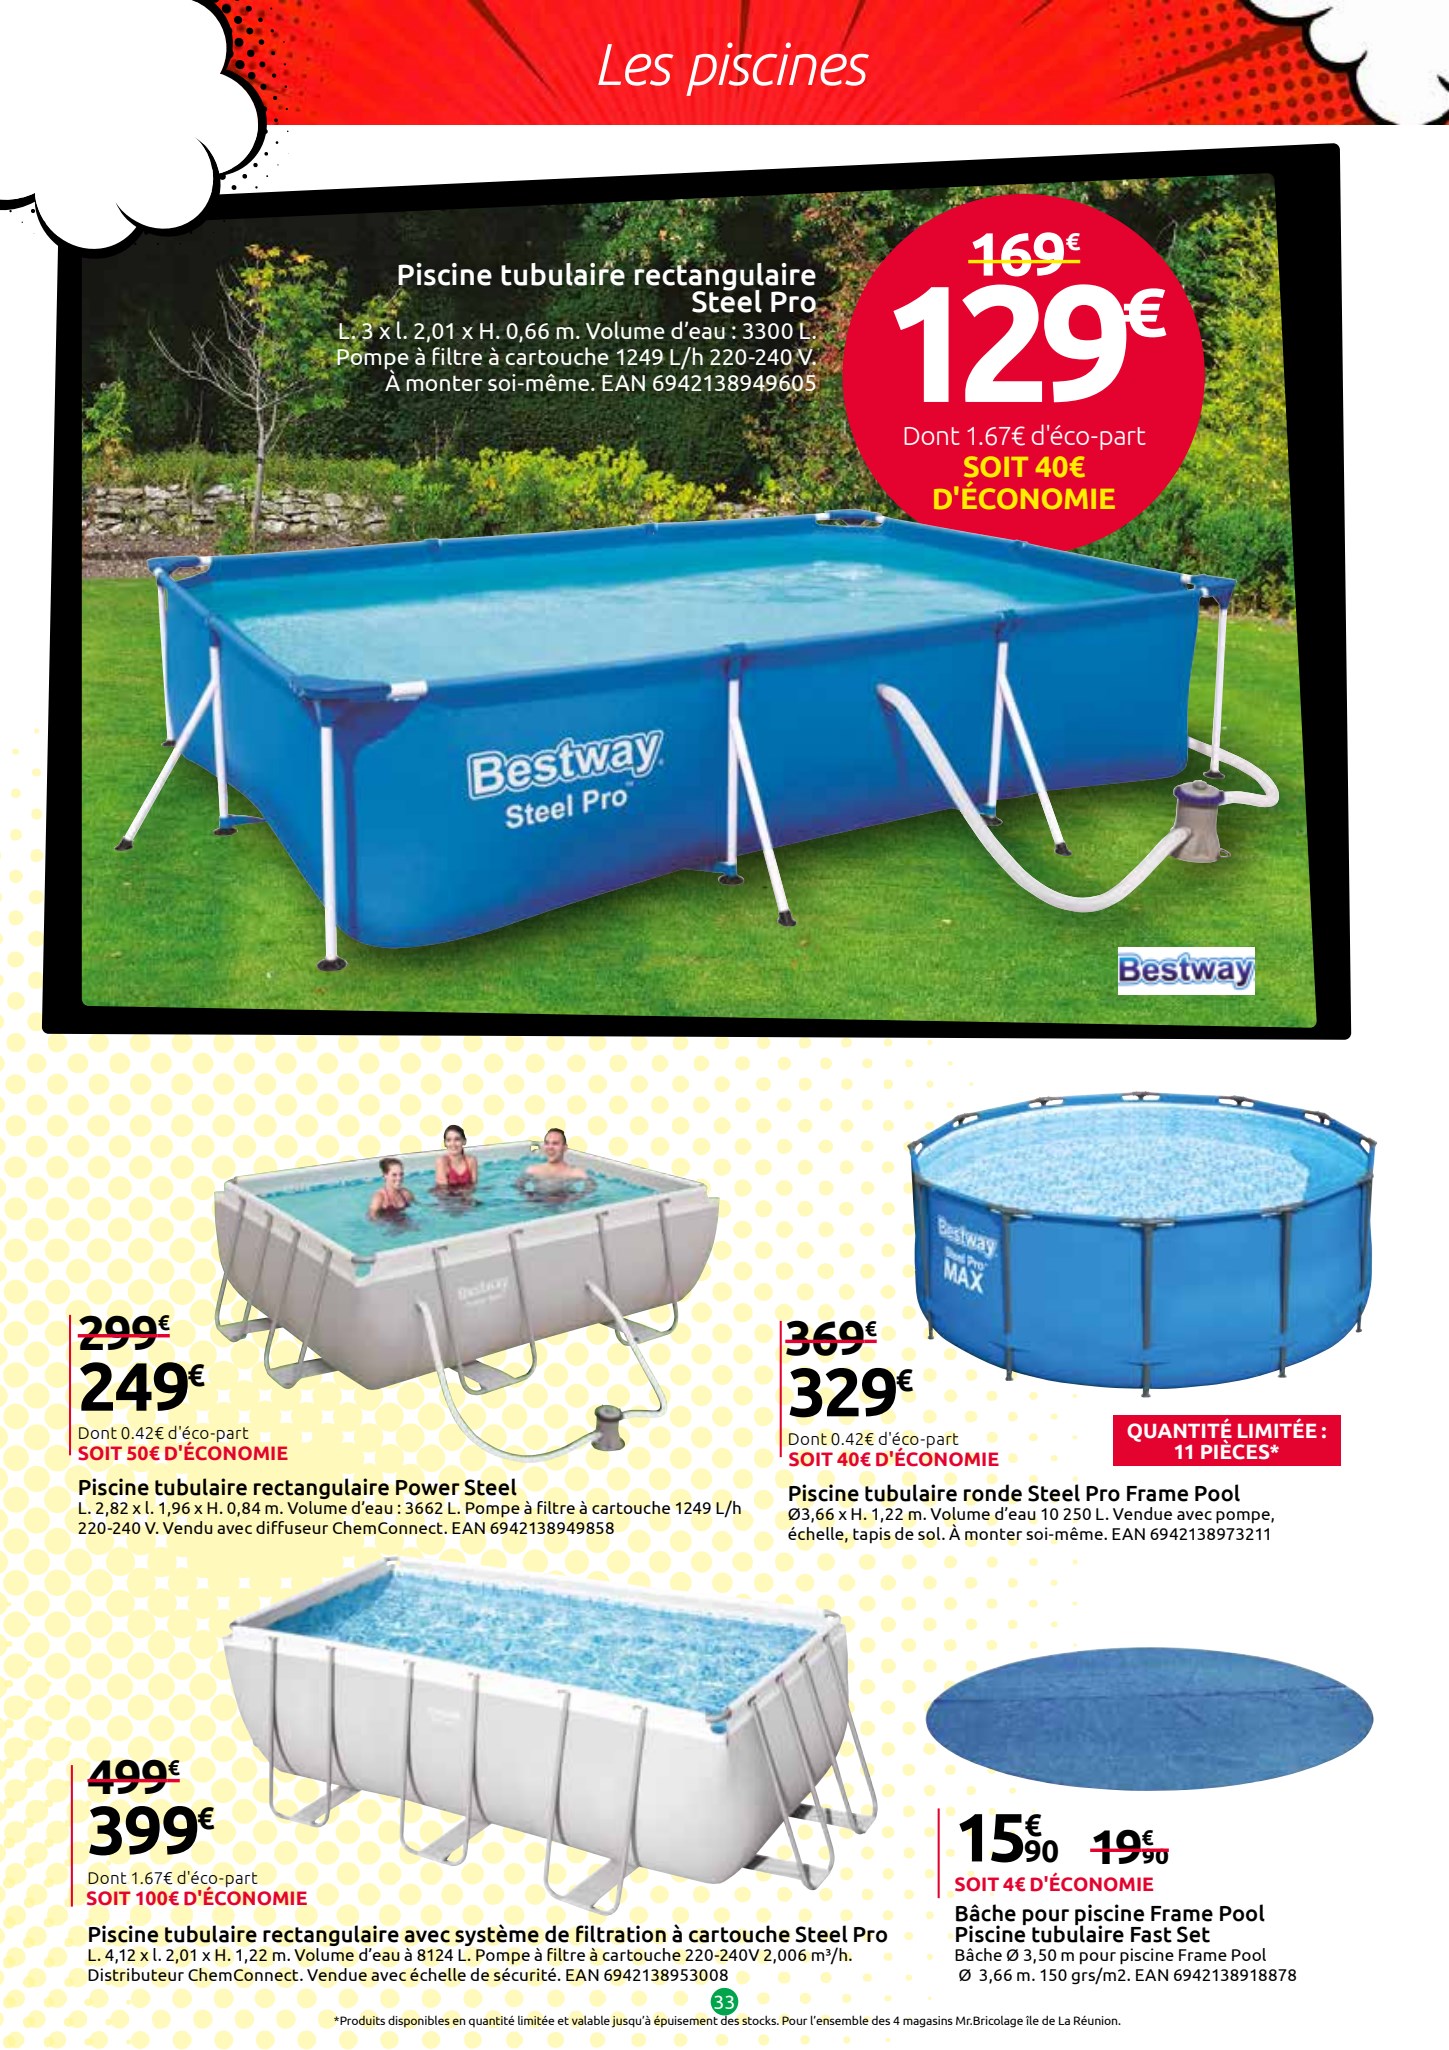 Les piscines
Piscine tubulaire rectangulaire
Steel Pro
L. 3 x l. 2,01 x H. 0,66 m. Volume d’eau : 3300 L.
Pompe à filtre à cartouche 1249 L/h 220-240 V.
À monter soi-même. EAN 6942138949605
169€
129€
Dont 1.67€ d'éco-part
SOIT 40€
D'ÉCONOMIE
Bestway
Steel Pro™
Bestway
299€
249€
Dont 0.42€ d'éco-part
SOIT 50€ D'ÉCONOMIE
Bestway
Piscine tubulaire rectangulaire Power Steel
L. 2,82 x l. 1,96 x H. 0,84 m. Volume d’eau : 3662 L. Pompe à filtre à cartouche 1249 L/h
220-240 V. Vendu avec diffuseur ChemConnect. EAN 6942138949858
Bestway
Steel Pro™
MAX
369€
329€
Dont 0.42€ d'éco-part
SOIT 40€ D'ÉCONOMIE
QUANTITÉ LIMITÉE :
11 PIÈCES*
Piscine tubulaire ronde Steel Pro Frame Pool
Ø3,66 x H. 1,22 m. Volume d’eau 10 250 L. Vendue avec pompe,
échelle, tapis de sol. À monter soi-même. EAN 6942138973211
499€
399€
Dont 1.67€ d'éco-part
SOIT 100€ D'ÉCONOMIE
Piscine tubulaire rectangulaire avec système de filtration à cartouche Steel Pro
L. 4,12 x l. 2,01 x H. 1,22 m. Volume d’eau à 8124 L. Pompe à filtre à cartouche 220-240V 2,006 m³/h.
Distributeur ChemConnect. Vendue avec échelle de sécurité. EAN 6942138953008
15€90 19€90
SOIT 4€ D'ÉCONOMIE
Bâche pour piscine Frame Pool
Piscine tubulaire Fast Set
Bâche Ø 3,50 m pour piscine Frame Pool
Ø 3,66 m. 150 grs/m2. EAN 6942138918878
33
*Produits disponibles en quantité limitée et valable jusqu’à épuisement des stocks. Pour l’ensemble des 4 magasins Mr.Bricolage île de La Réunion.